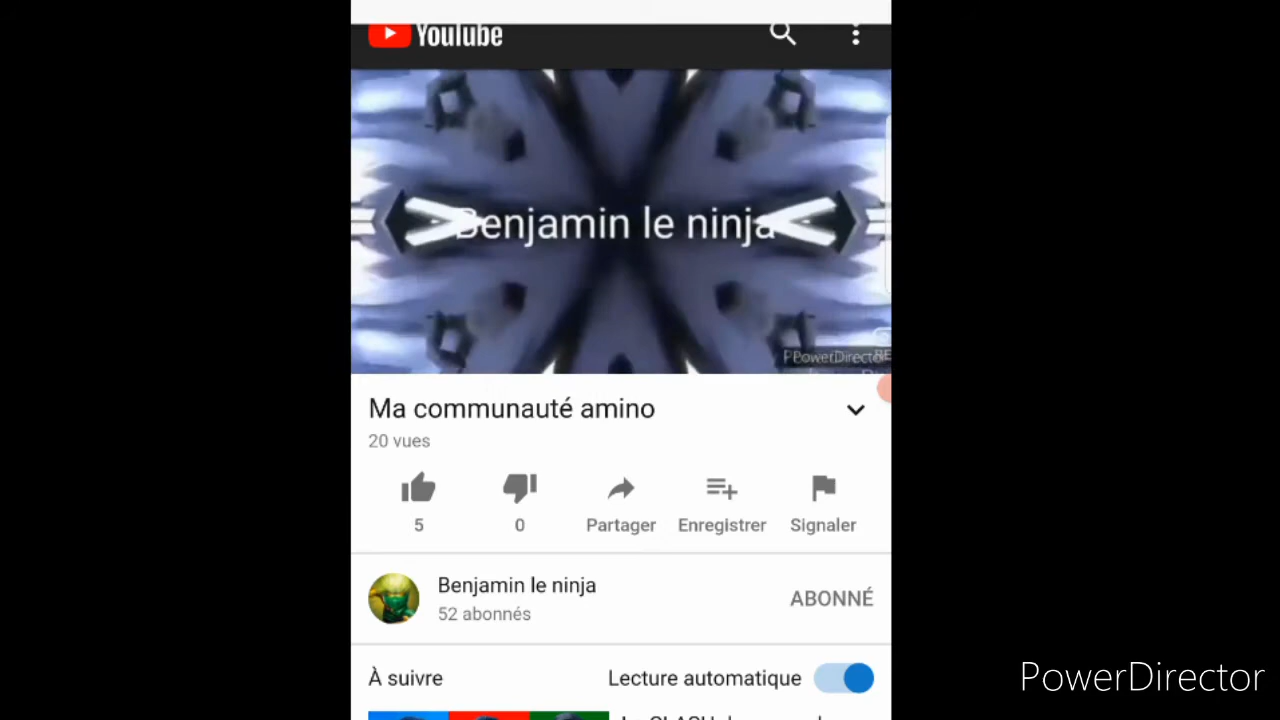 YouTube
Benjamin le ninja
PowerDirector
Ma communauté amino
20 vues
5
0
Partager
Enregistrer
Signaler
Benjamin le ninja
52 abonnés
ABONNÉ
À suivre
Lecture automatique
PowerDirector